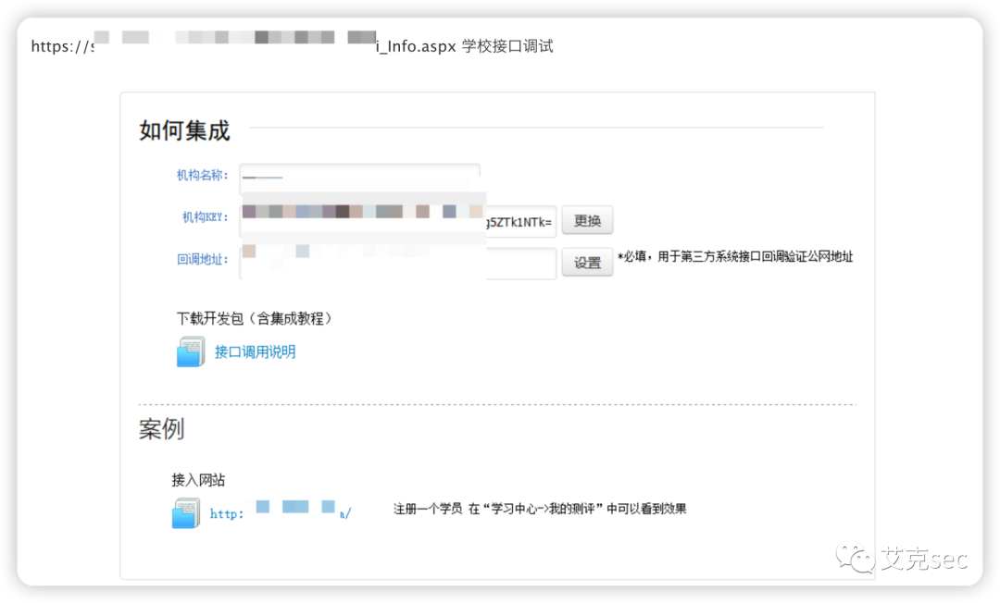 https://s i_Info.aspx 学校接口调试
如何集成
机构名称：
机构KEY： g5ZTk1NTk= 更换
回调地址： 设置 *必填，用于第三方系统接口回调验证公网地址
下载开发包（含集成教程）
接口调用说明
案例
接入网站
http: n/ 注册一个学员 在“学习中心->我的测评”中可以看到效果
艾克sec